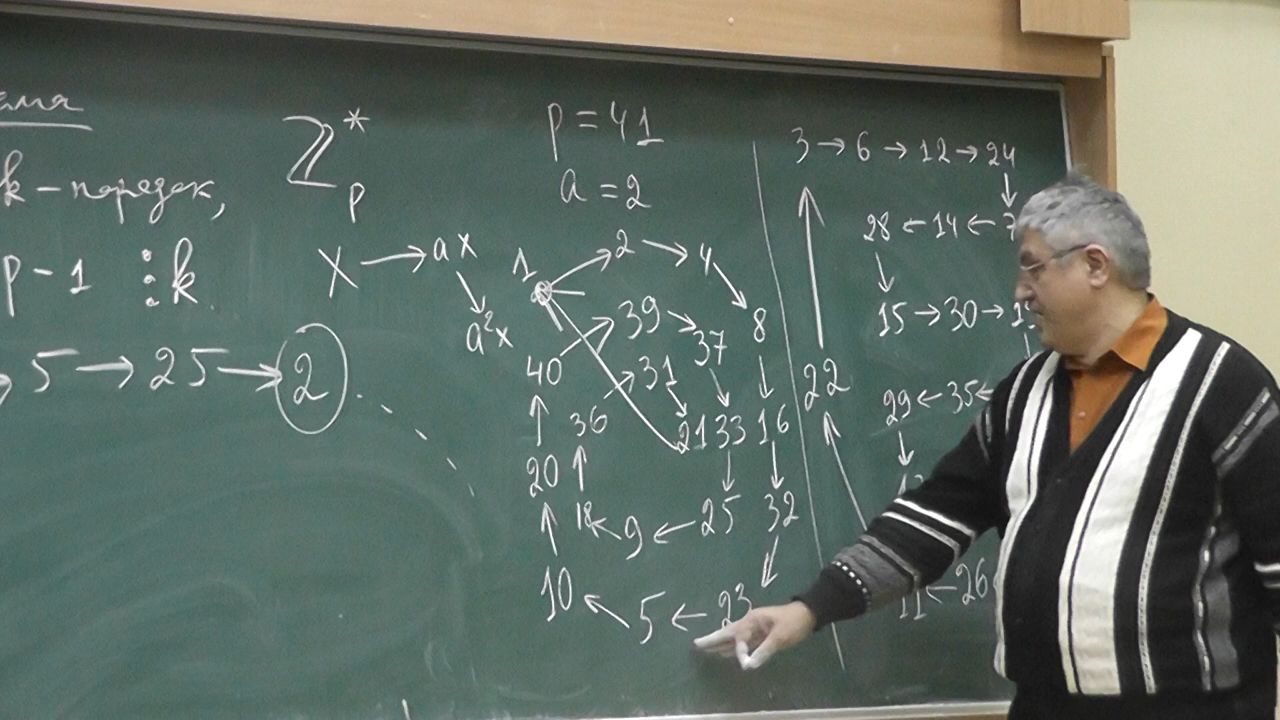 k – порядок,
p - 1 ⋮ k
5 → 25 → 2
ℤ*p
x → ax
a²x
p = 41
a = 2
1 → 2 → 4
39 → 37 8
40 31
36 21 33 16
20
18 ← 9 ← 25 32
10 ← 5 ← 23
3 → 6 → 12 → 24
28 ← 14 ← 7
15 → 30 →
22
29 ← 35 ←
11 ← 26